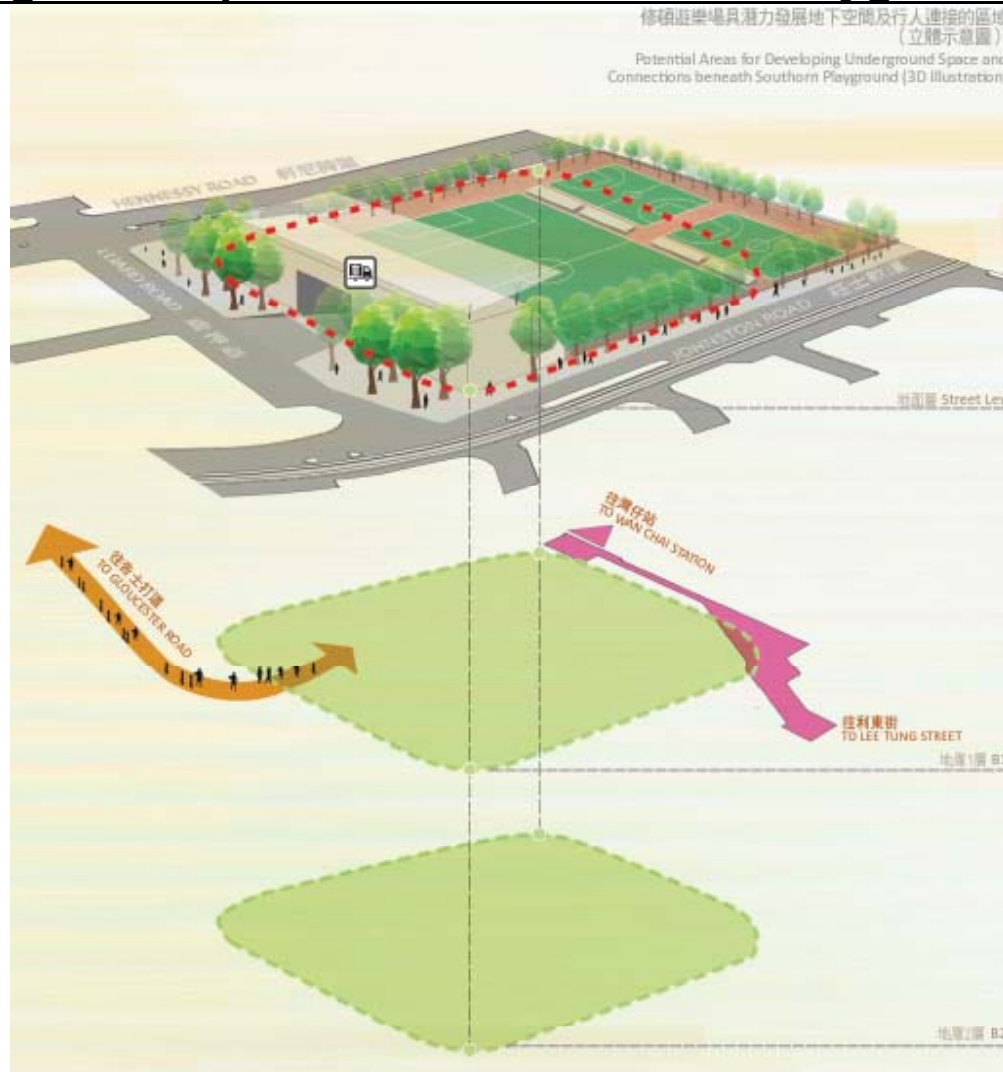 修頓遊樂場具潛力發展地下空間及行人連接的區域
（立體示意圖）
Potential Areas for Developing Underground Space and
Connections beneath Southorn Playground (3D Illustration)
HENNESSY ROAD 軒尼詩道
LUARD ROAD 盧押道
JOHNSTON ROAD 莊士敦道
地面層 Street Lev
往灣仔站
TO WAN CHAI STATION
往告士打道
TO GLOUCESTER ROAD
往利東街
TO LEE TUNG STREET
地庫1層 B1
地庫2層 B2